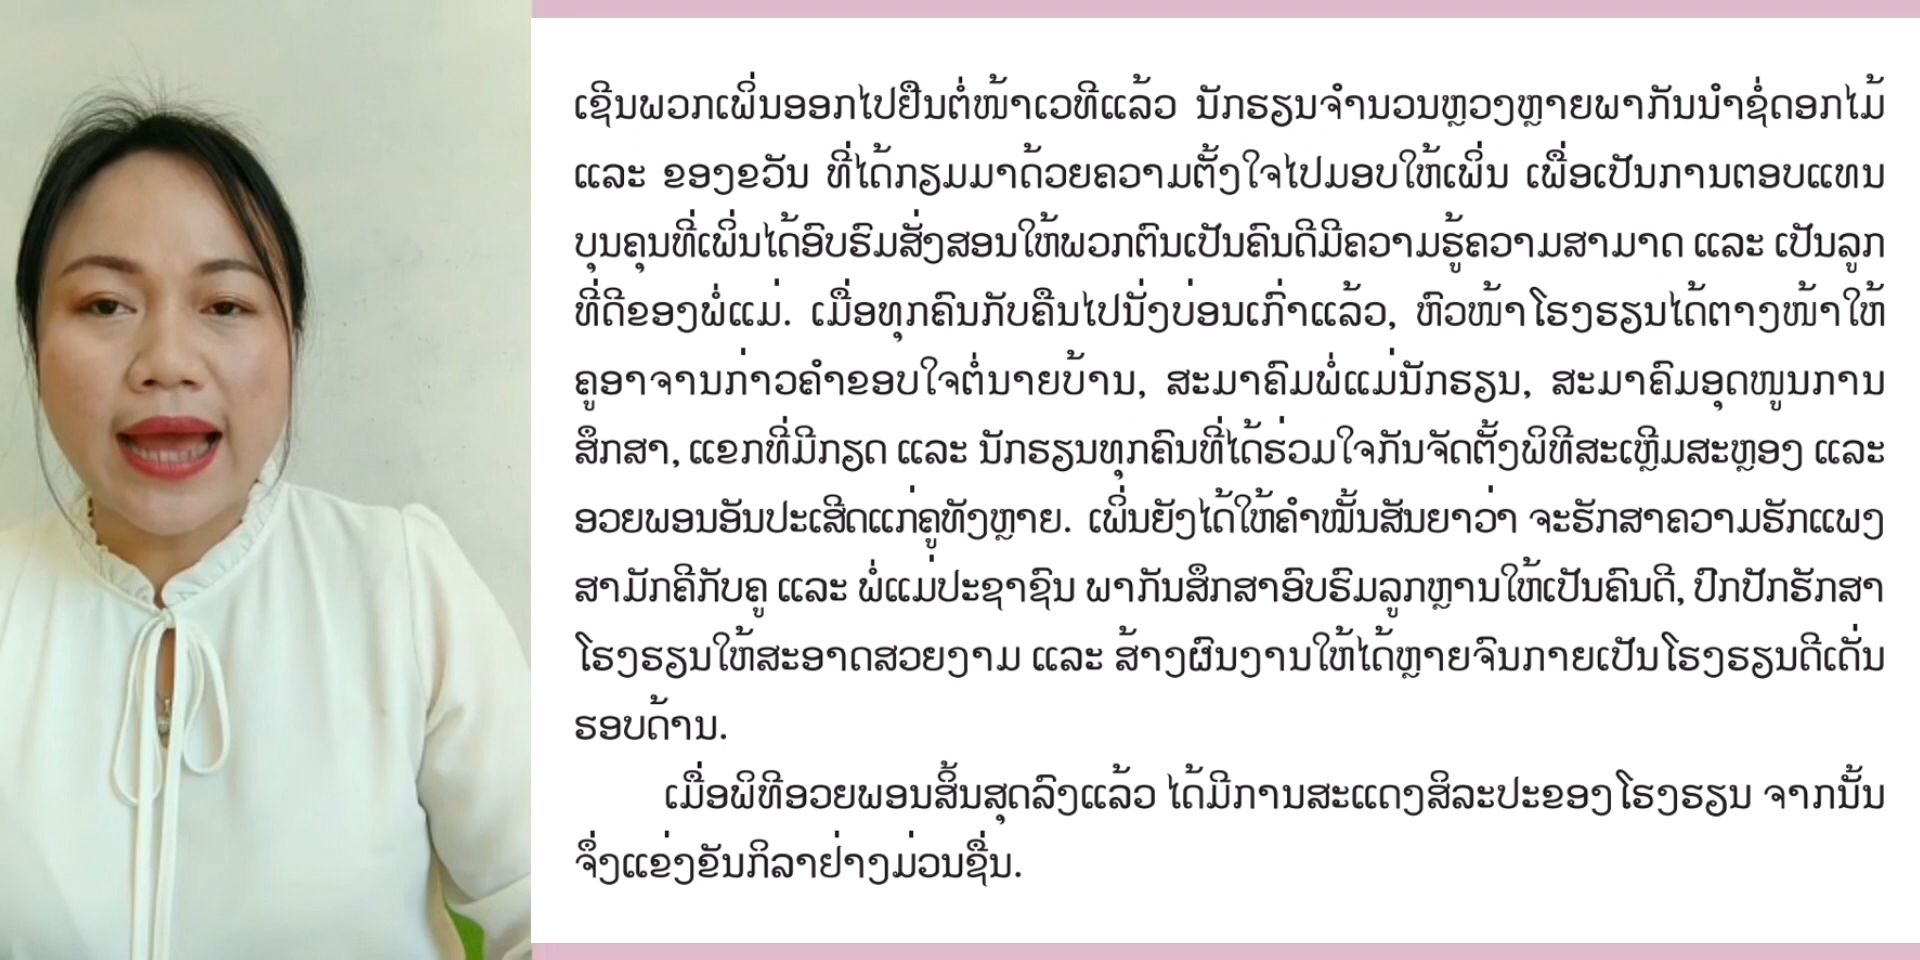 ເຊີນພວກເພິ່ນອອກໄປຢືນຕໍ່ໜ້າເວທີແລ້ວ ນັກຮຽນຈຳນວນຫຼວງຫຼາຍພາກັນນຳຊໍ່ດອກໄມ້
ແລະ ຂອງຂວັນ ທີ່ໄດ້ກຽມມາດ້ວຍຄວາມຕັ້ງໃຈໄປມອບໃຫ້ເພິ່ນ ເພື່ອເປັນການຕອບແທນ
ບຸນຄຸນທີ່ເພິ່ນໄດ້ອົບຮົມສັ່ງສອນໃຫ້ພວກຕົນເປັນຄົນດີມີຄວາມຮູ້ຄວາມສາມາດ ແລະ ເປັນລູກ
ທີ່ດີຂອງພໍ່ແມ່. ເມື່ອທຸກຄົນກັບຄືນໄປນັ່ງບ່ອນເກົ່າແລ້ວ, ຫົວໜ້າໂຮງຮຽນໄດ້ຕາງໜ້າໃຫ້
ຄູອາຈານກ່າວຄຳຂອບໃຈຕໍ່ນາຍບ້ານ, ສະມາຄົມພໍ່ແມ່ນັກຮຽນ, ສະມາຄົມອຸດໜູນການ
ສຶກສາ, ແຂກທີ່ມີກຽດ ແລະ ນັກຮຽນທຸກຄົນທີ່ໄດ້ຮ່ວມໃຈກັນຈັດຕັ້ງພິທີສະເຫຼີມສະຫຼອງ ແລະ
ອວຍພອນອັນປະເສີດແກ່ຄູທັງຫຼາຍ. ເພິ່ນຍັງໄດ້ໃຫ້ຄຳໝັ້ນສັນຍາວ່າ ຈະຮັກສາຄວາມຮັກແພງ
ສາມັກຄີກັບຄູ ແລະ ພໍ່ແມ່ປະຊາຊົນ ພາກັນສຶກສາອົບຮົມລູກຫຼານໃຫ້ເປັນຄົນດີ, ປົກປັກຮັກສາ
ໂຮງຮຽນໃຫ້ສະອາດສວຍງາມ ແລະ ສ້າງຜົນງານໃຫ້ໄດ້ຫຼາຍຈົນກາຍເປັນໂຮງຮຽນດີເດັ່ນ
ຮອບດ້ານ.
ເມື່ອພິທີອວຍພອນສິ້ນສຸດລົງແລ້ວ ໄດ້ມີການສະແດງສິລະປະຂອງໂຮງຮຽນ ຈາກນັ້ນ
ຈຶ່ງແຂ່ງຂັນກິລາຢ່າງມ່ວນຊື່ນ.